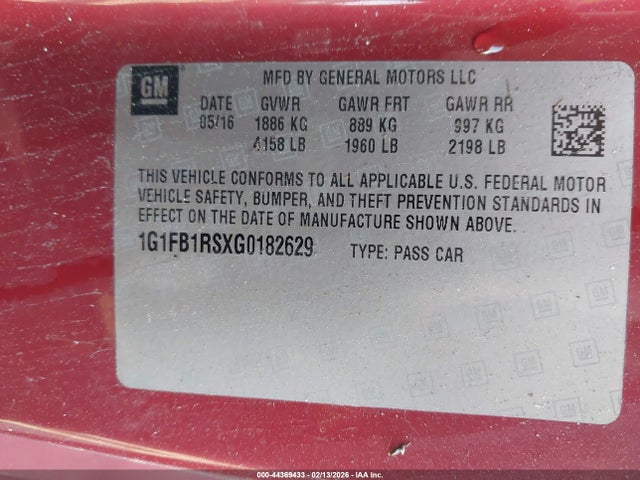 GM
MFD BY GENERAL MOTORS LLC
DATE GVWR GAWR FRT GAWR RR
05/16 1886 KG 889 KG 997 KG
4158 LB 1960 LB 2198 LB
THIS VEHICLE CONFORMS TO ALL APPLICABLE U.S. FEDERAL MOTOR
VEHICLE SAFETY, BUMPER, AND THEFT PREVENTION STANDARDS IN
EFFECT ON THE DATE OF MANUFACTURE SHOWN ABOVE.
1G1FB1RSXG0182629 TYPE: PASS CAR
000-44369433 - 02/13/2026 - IAA Inc.